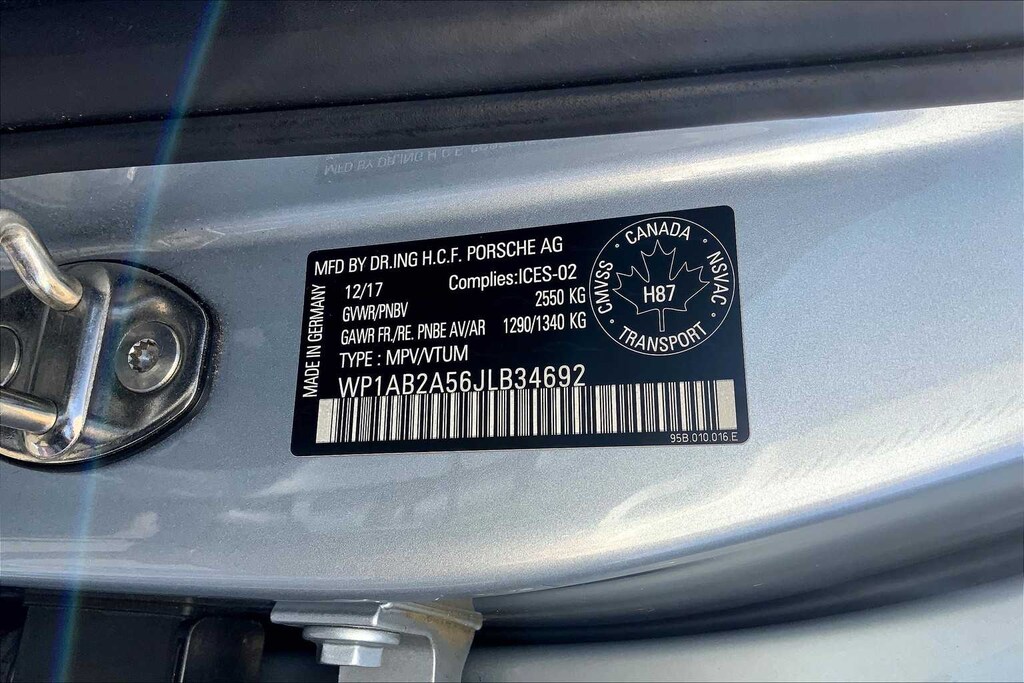 MFD BY DR.ING H.C.F. PORSCHE AG
12/17 Complies:ICES-02
GVWR/PNBV 2550 KG
GAWR FR./RE. PNBE AV/AR 1290/1340 KG
TYPE : MPV/VTUM
WP1AB2A56JLB34692
95B.010.016.E
MADE IN GERMANY
CANADA
CMVSS
NSVAC
H87
TRANSPORT